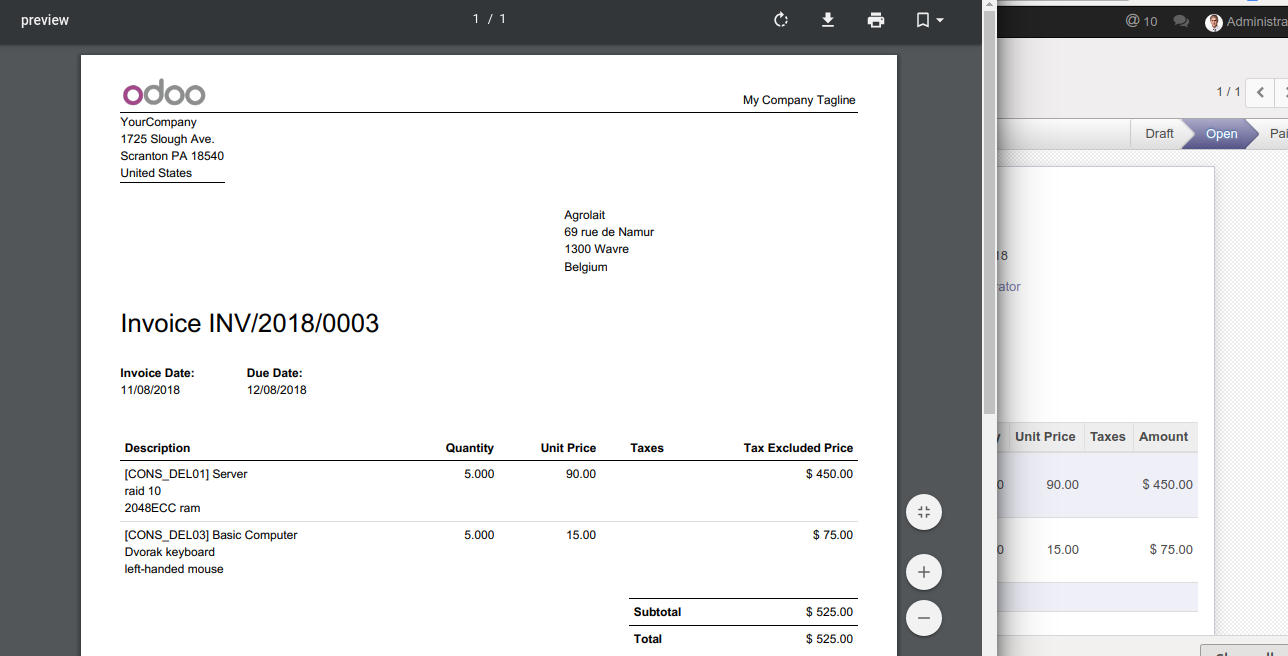 preview
1 / 1
odoo
My Company Tagline
YourCompany
1725 Slough Ave.
Scranton PA 18540
United States
Agrolait
69 rue de Namur
1300 Wavre
Belgium
Invoice INV/2018/0003
Invoice Date: Due Date:
11/08/2018 12/08/2018
Description Quantity Unit Price Taxes Tax Excluded Price
[CONS_DEL01] Server 5.000 90.00 $ 450.00
raid 10
2048ECC ram
[CONS_DEL03] Basic Computer 5.000 15.00 $ 75.00
Dvorak keyboard
left-handed mouse
Subtotal $ 525.00
Total $ 525.00
@ 10 Administra
1 / 1
Draft Open Pai
18
rator
y Unit Price Taxes Amount
0 90.00 $ 450.00
0 15.00 $ 75.00